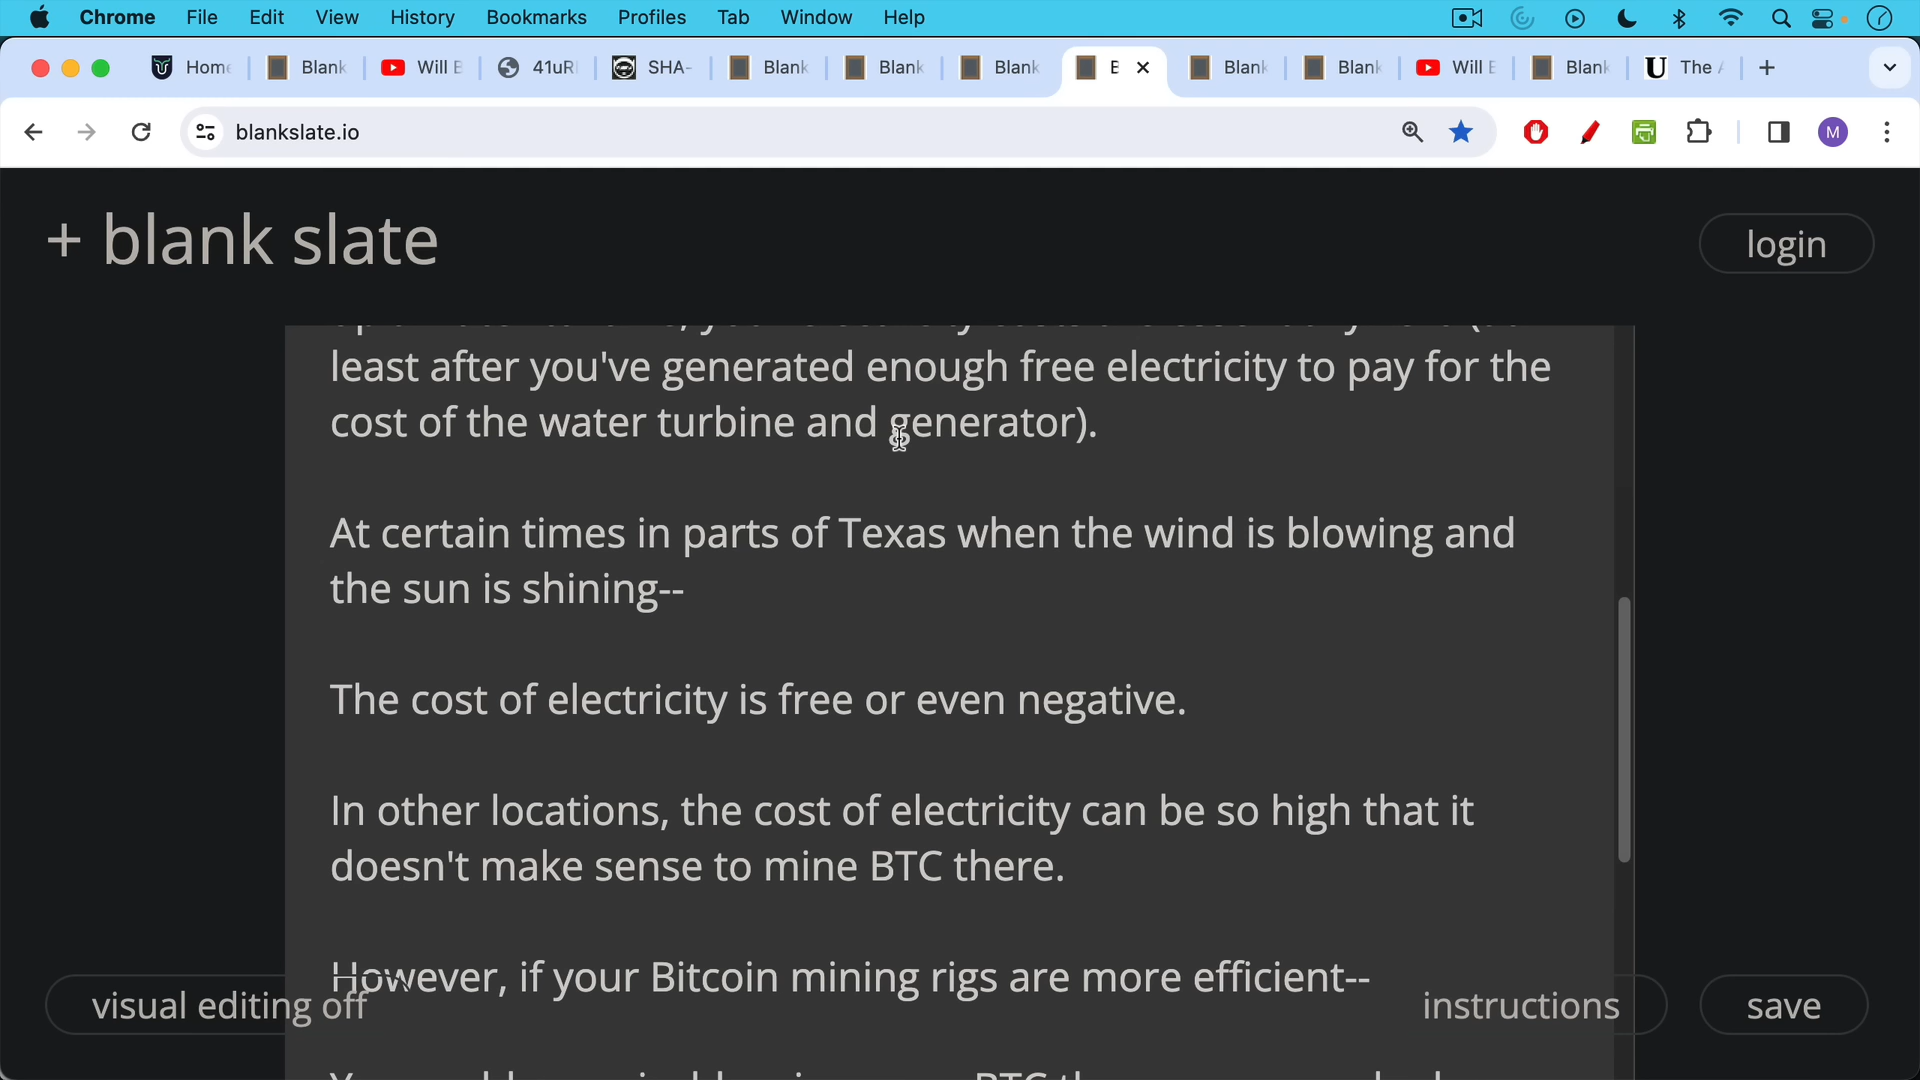 Chrome File Edit View History Bookmarks Profiles Tab Window Help
Home Blank Will B 41uR SHA- Blank Blank Blank B Blank Blank Will B Blank U The A
blankslate.io
M
+ blank slate
login
least after you've generated enough free electricity to pay for the
cost of the water turbine and generator).
At certain times in parts of Texas when the wind is blowing and
the sun is shining--
The cost of electricity is free or even negative.
In other locations, the cost of electricity can be so high that it
doesn't make sense to mine BTC there.
However, if your Bitcoin mining rigs are more efficient--
visual editing off
instructions
save